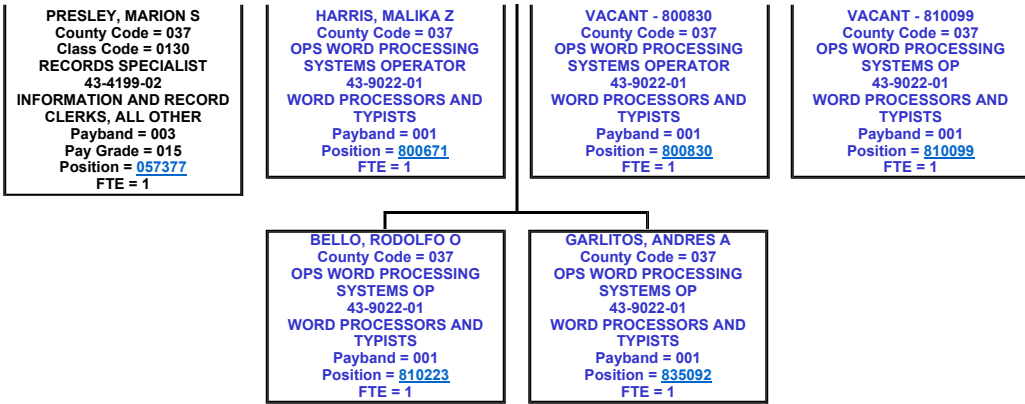 PRESLEY, MARION S
County Code = 037
Class Code = 0130
RECORDS SPECIALIST
43-4199-02
INFORMATION AND RECORD
CLERKS, ALL OTHER
Payband = 003
Pay Grade = 015
Position = 057377
FTE = 1
HARRIS, MALIKA Z
County Code = 037
OPS WORD PROCESSING
SYSTEMS OPERATOR
43-9022-01
WORD PROCESSORS AND
TYPISTS
Payband = 001
Position = 800671
FTE = 1
VACANT - 800830
County Code = 037
OPS WORD PROCESSING
SYSTEMS OPERATOR
43-9022-01
WORD PROCESSORS AND
TYPISTS
Payband = 001
Position = 800830
FTE = 1
VACANT - 810099
County Code = 037
OPS WORD PROCESSING
SYSTEMS OP
43-9022-01
WORD PROCESSORS AND
TYPISTS
Payband = 001
Position = 810099
FTE = 1
BELLO, RODOLFO O
County Code = 037
OPS WORD PROCESSING
SYSTEMS OP
43-9022-01
WORD PROCESSORS AND
TYPISTS
Payband = 001
Position = 810223
FTE = 1
GARLITOS, ANDRES A
County Code = 037
OPS WORD PROCESSING
SYSTEMS OP
43-9022-01
WORD PROCESSORS AND
TYPISTS
Payband = 001
Position = 835092
FTE = 1